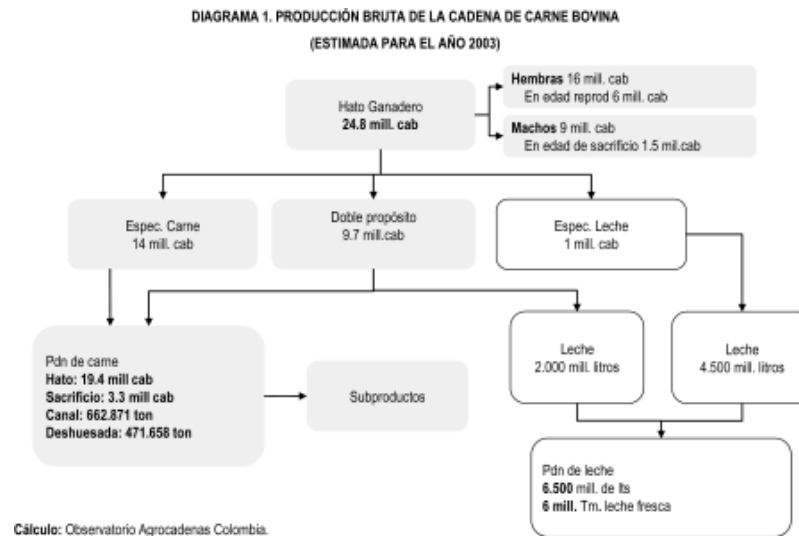 DIAGRAMA 1. PRODUCCIÓN BRUTA DE LA CADENA DE CARNE BOVINA
(ESTIMADA PARA EL AÑO 2003)
Hato Ganadero
24.8 mill. cab
Hembras 16 mill. cab
En edad reprod 6 mill. cab
Machos 9 mill. cab
En edad de sacrificio 1.5 mil.cab
Espec. Carne
14 mill. cab
Doble propósito
9.7 mill.cab
Espec. Leche
1 mill. cab
Pdn de carne
Hato: 19.4 mill cab
Sacrificio: 3.3 mill cab
Canal: 662.871 ton
Deshuesada: 471.658 ton
Subproductos
Leche
2.000 mill. litros
Leche
4.500 mill. litros
Pdn de leche
6.500 mill. de lts
6 mill. Tm. leche fresca
Cálculo: Observatorio Agrocadenas Colombia.